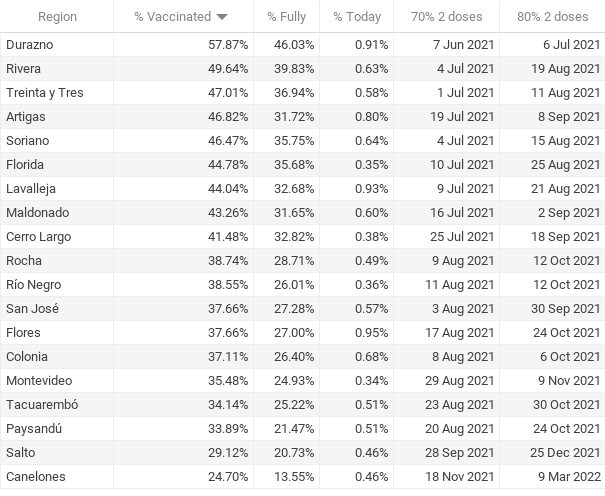 Region % Vaccinated % Fully % Today 70% 2 doses 80% 2 doses
Durazno 57.87% 46.03% 0.91% 7 Jun 2021 6 Jul 2021
Rivera 49.64% 39.83% 0.63% 4 Jul 2021 19 Aug 2021
Treinta y Tres 47.01% 36.94% 0.58% 1 Jul 2021 11 Aug 2021
Artigas 46.82% 31.72% 0.80% 19 Jul 2021 8 Sep 2021
Soriano 46.47% 35.75% 0.64% 4 Jul 2021 15 Aug 2021
Florida 44.78% 35.68% 0.35% 10 Jul 2021 25 Aug 2021
Lavalleja 44.04% 32.68% 0.93% 9 Jul 2021 21 Aug 2021
Maldonado 43.26% 31.65% 0.60% 16 Jul 2021 2 Sep 2021
Cerro Largo 41.48% 32.82% 0.38% 25 Jul 2021 18 Sep 2021
Rocha 38.74% 28.71% 0.49% 9 Aug 2021 12 Oct 2021
Río Negro 38.55% 26.01% 0.36% 11 Aug 2021 12 Oct 2021
San José 37.66% 27.28% 0.57% 3 Aug 2021 30 Sep 2021
Flores 37.66% 27.00% 0.95% 17 Aug 2021 24 Oct 2021
Colonia 37.11% 26.40% 0.68% 8 Aug 2021 6 Oct 2021
Montevideo 35.48% 24.93% 0.34% 29 Aug 2021 9 Nov 2021
Tacuarembó 34.14% 25.22% 0.51% 23 Aug 2021 30 Oct 2021
Paysandú 33.89% 21.47% 0.51% 20 Aug 2021 24 Oct 2021
Salto 29.12% 20.73% 0.46% 28 Sep 2021 25 Dec 2021
Canelones 24.70% 13.55% 0.46% 18 Nov 2021 9 Mar 2022